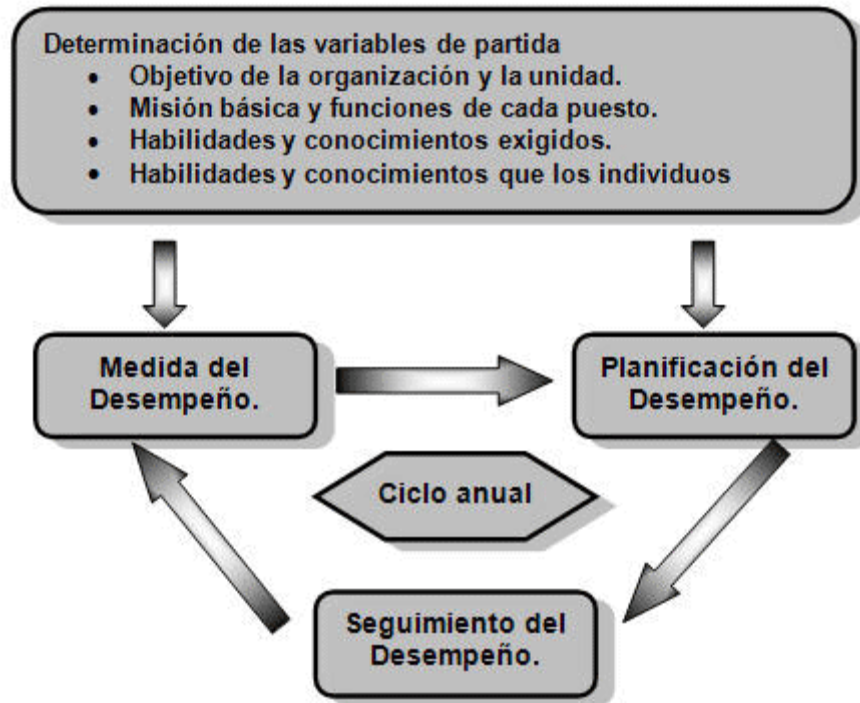 Determinación de las variables de partida
• Objetivo de la organización y la unidad.
• Misión básica y funciones de cada puesto.
• Habilidades y conocimientos exigidos.
• Habilidades y conocimientos que los individuos
Medida del
Desempeño.
Planificación del
Desempeño.
Ciclo anual
Seguimiento del
Desempeño.